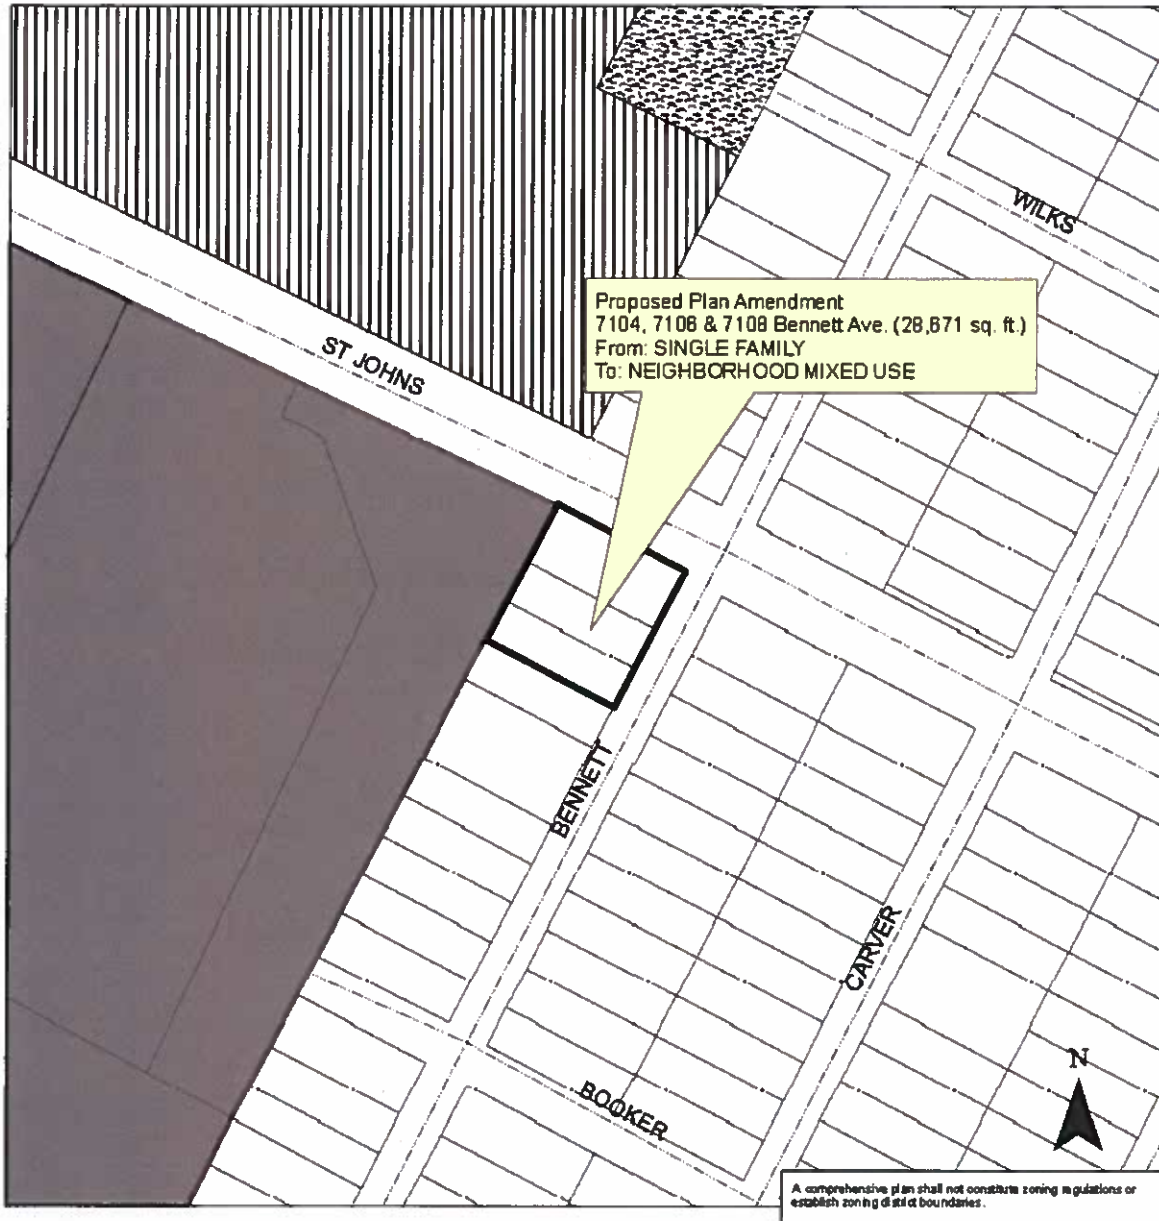 WILKS
Proposed Plan Amendment
7104, 7106 & 7108 Bennett Ave. (28,671 sq. ft.)
From: SINGLE FAMILY
To: NEIGHBORHOOD MIXED USE
ST JOHNS
BENNETT
CARVER
BOOKER
N
A comprehensive plan shall not constitute zoning regulations or
establish zoning district boundaries.